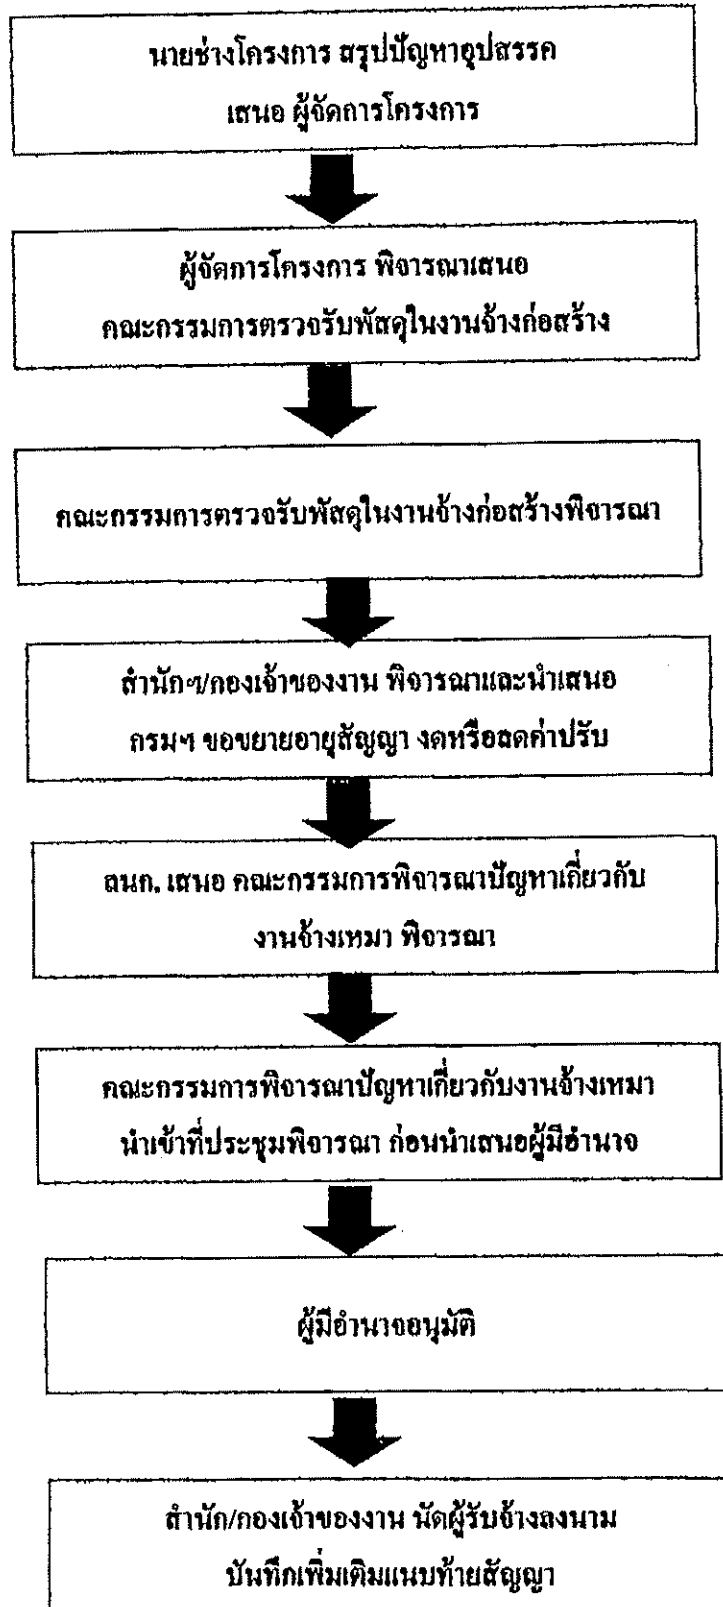 นายช่างโครงการ สรุปปัญหาอุปสรรค
เสนอ ผู้จัดการโครงการ
ผู้จัดการโครงการ พิจารณาเสนอ
คณะกรรมการตรวจรับพัสดุในงานจ้างก่อสร้าง
คณะกรรมการตรวจรับพัสดุในงานจ้างก่อสร้างพิจารณา
สำนักฯ/กองเจ้าของงาน พิจารณาและนำเสนอ
กรมฯ ขอขยายอายุสัญญา งดหรือลดค่าปรับ
ลนก. เสนอ คณะกรรมการพิจารณาปัญหาเกี่ยวกับ
งานจ้างเหมา พิจารณา
คณะกรรมการพิจารณาปัญหาเกี่ยวกับงานจ้างเหมา
นำเข้าที่ประชุมพิจารณา ก่อนนำเสนอผู้มีอำนาจ
ผู้มีอำนาจอนุมัติ
สำนัก/กองเจ้าของงาน นัดผู้รับจ้างลงนาม
บันทึกเพิ่มเติมแนบท้ายสัญญา